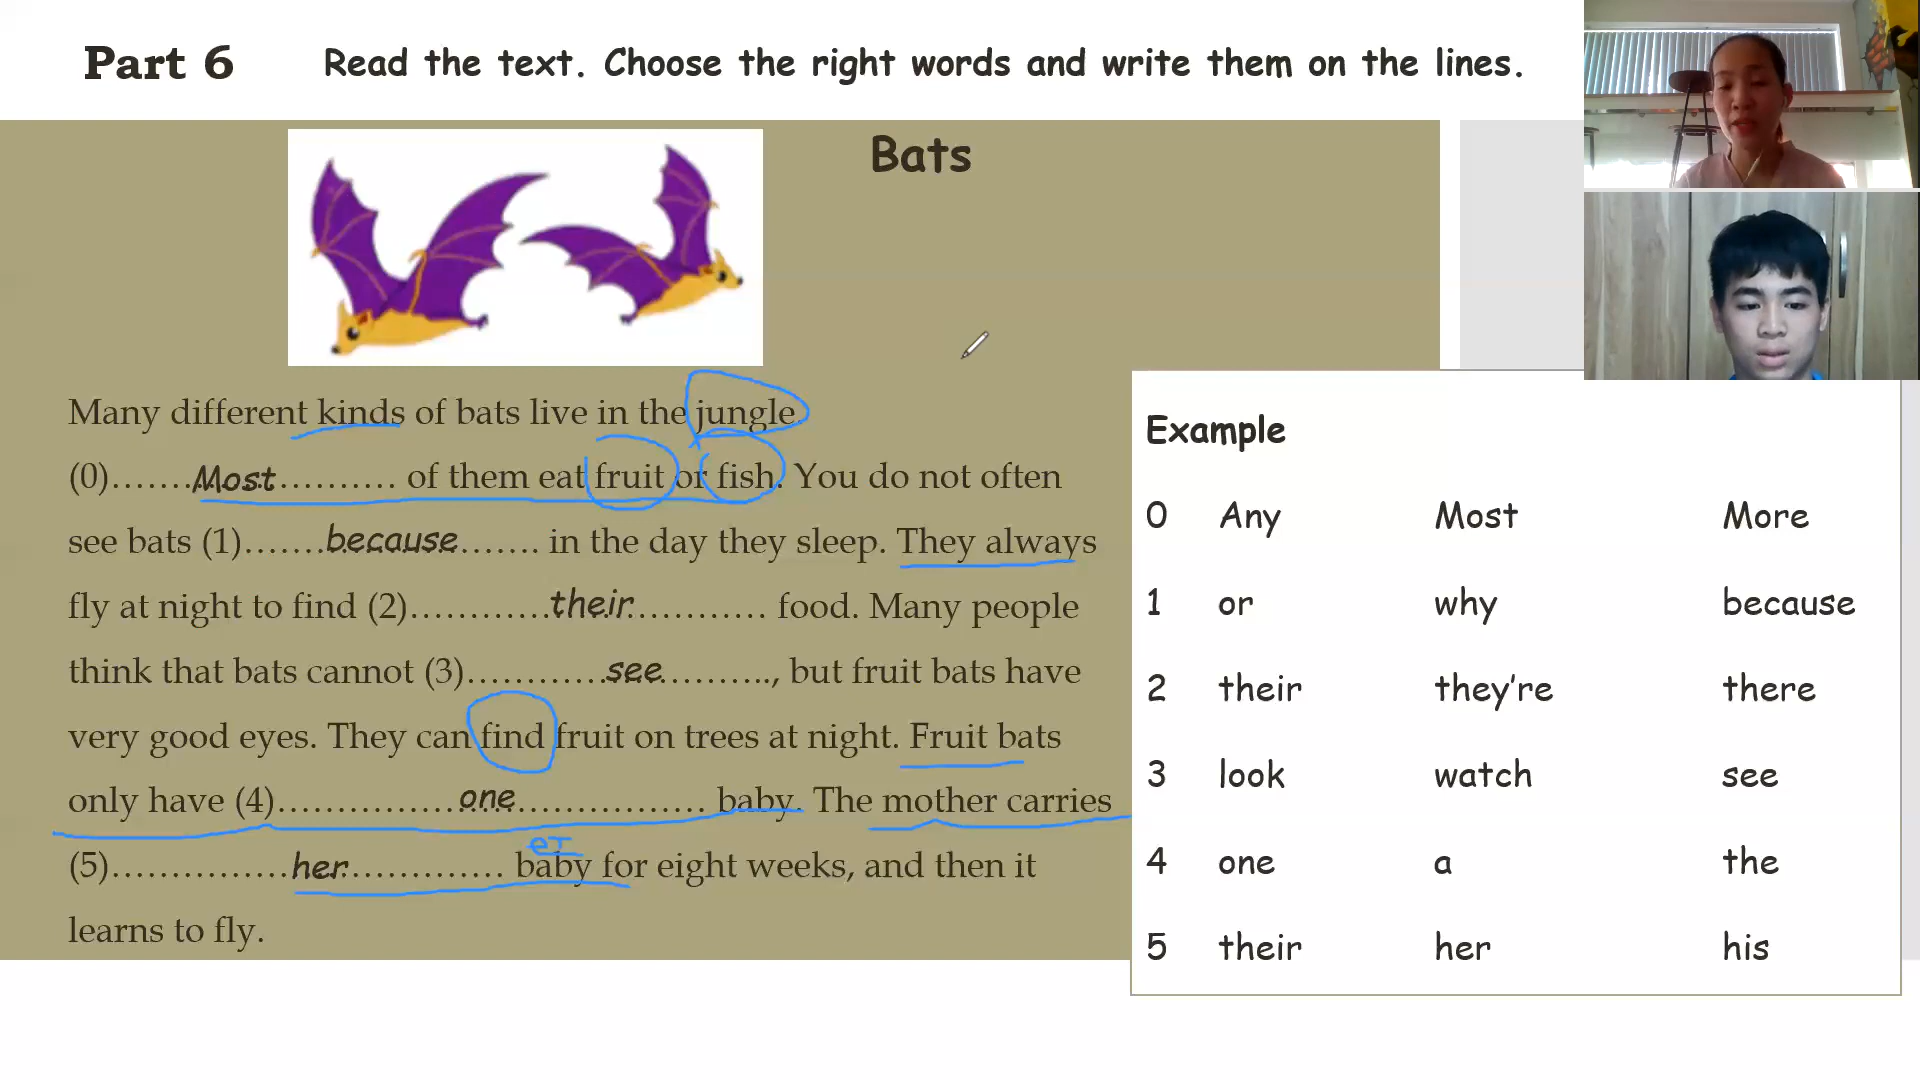 Part 6 Read the text. Choose the right words and write them on the lines.
Bats
Many different kinds of bats live in the jungle.
(0)……Most………… of them eat fruit or fish. You do not often
see bats (1)…….because……. in the day they sleep. They always
fly at night to find (2)…………their…………… food. Many people
think that bats cannot (3)…………see……….., but fruit bats have
very good eyes. They can find fruit on trees at night. Fruit bats
only have (4)………………one………………… baby. The mother carries
er
(5)………………her……………… baby for eight weeks, and then it
learns to fly.
Example
0 Any Most More
1 or why because
2 their they're there
3 look watch see
4 one a the
5 their her his